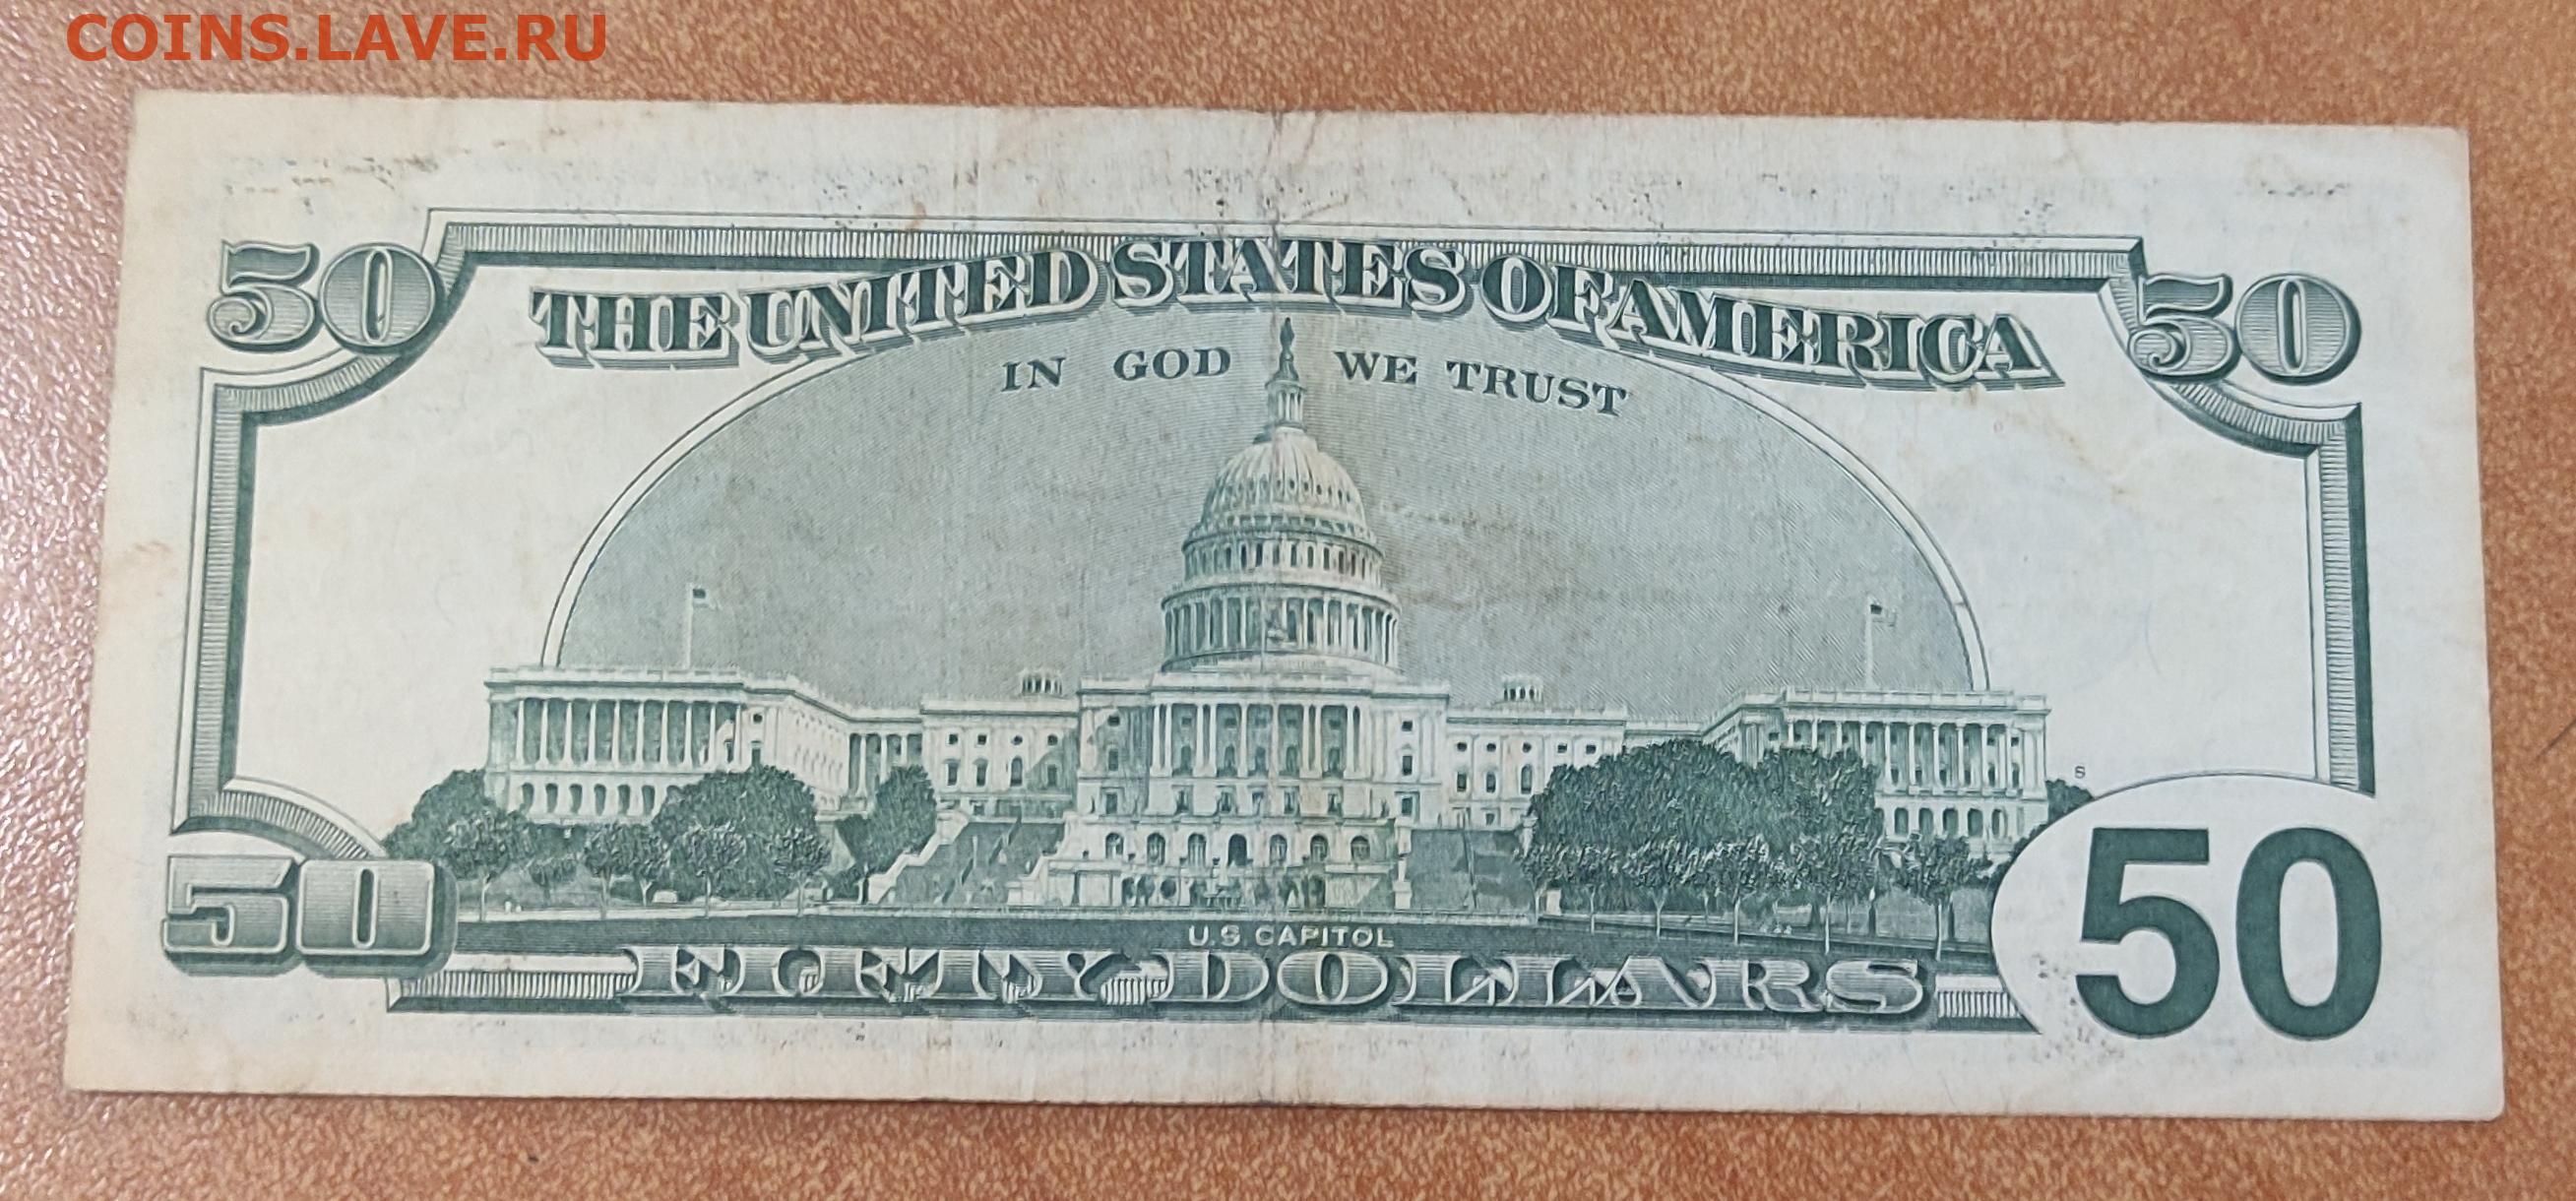 COINS.LAVE.RU
50 THE UNITED STATES OF AMERICA 50
IN GOD WE TRUST
8
U.S. CAPITOL
50 FIFTY DOLLARS 50